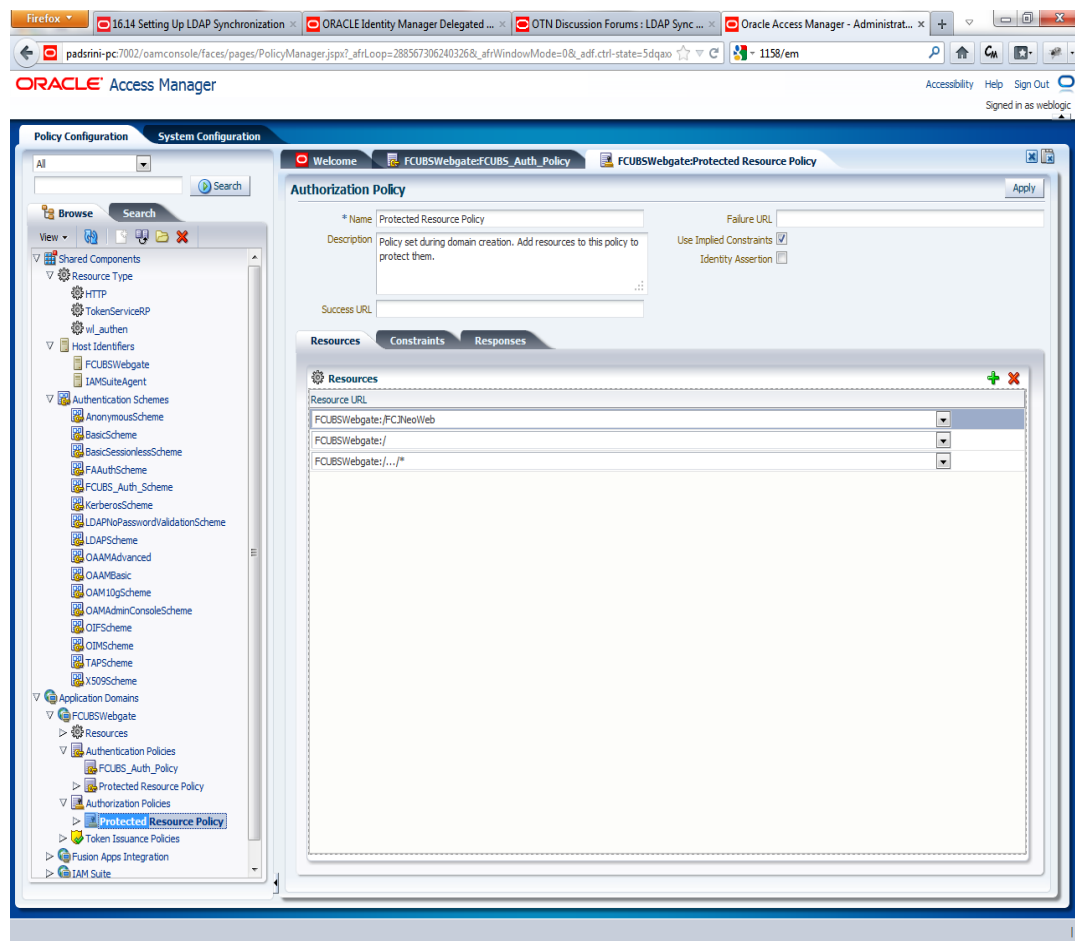 Firefox
16.14 Setting Up LDAP Synchronization × ORACLE Identity Manager Delegated ... × OTN Discussion Forums : LDAP Sync ... × Oracle Access Manager - Administrat... × +
padsrini-pc:7002/oamconsole/faces/pages/PolicyManager.jspx?_afrLoop=288567306240326&_afrWindowMode=0&_adf.ctrl-state=5dqaxo 1158/em
ORACLE Access Manager
Accessibility Help Sign Out
Signed in as weblogic
Policy Configuration System Configuration
All
Search
Browse Search
View
Shared Components
Resource Type
HTTP
TokenServiceRP
wl_authen
Host Identifiers
FCUBSWebgate
IAMSuiteAgent
Authentication Schemes
AnonymousScheme
BasicScheme
BasicSessionlessScheme
FAAuthScheme
FCUBS_Auth_Scheme
KerberosScheme
LDAPNoPasswordValidationScheme
LDAPScheme
OAAMAdvanced
OAAMBasic
OAM10gScheme
OAMAdminConsoleScheme
OIFScheme
OIMScheme
TAPScheme
X509Scheme
Application Domains
FCUBSWebgate
Resources
Authentication Policies
FCUBS_Auth_Policy
Protected Resource Policy
Authorization Policies
Protected Resource Policy
Token Issuance Policies
Fusion Apps Integration
IAM Suite
Welcome FCUBSWebgate:FCUBS_Auth_Policy FCUBSWebgate:Protected Resource Policy
Authorization Policy
Apply
* Name Protected Resource Policy
Description Policy set during domain creation. Add resources to this policy to
protect them.
Success URL
Failure URL
Use Implied Constraints
Identity Assertion
Resources Constraints Responses
Resources
Resource URL
FCUBSWebgate:/FCJNeoWeb
FCUBSWebgate:/
FCUBSWebgate:/.../*